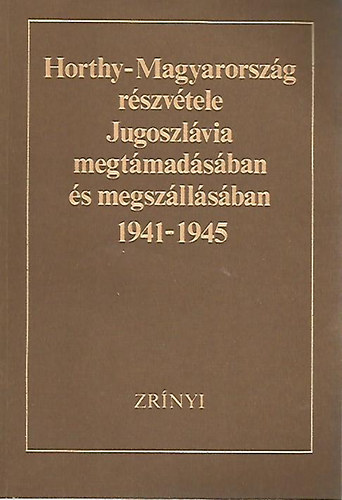 Horthy-Magyarország
részvétele
Jugoszlávia
megtámadásában
és megszállásában
1941-1945
ZRÍNYI